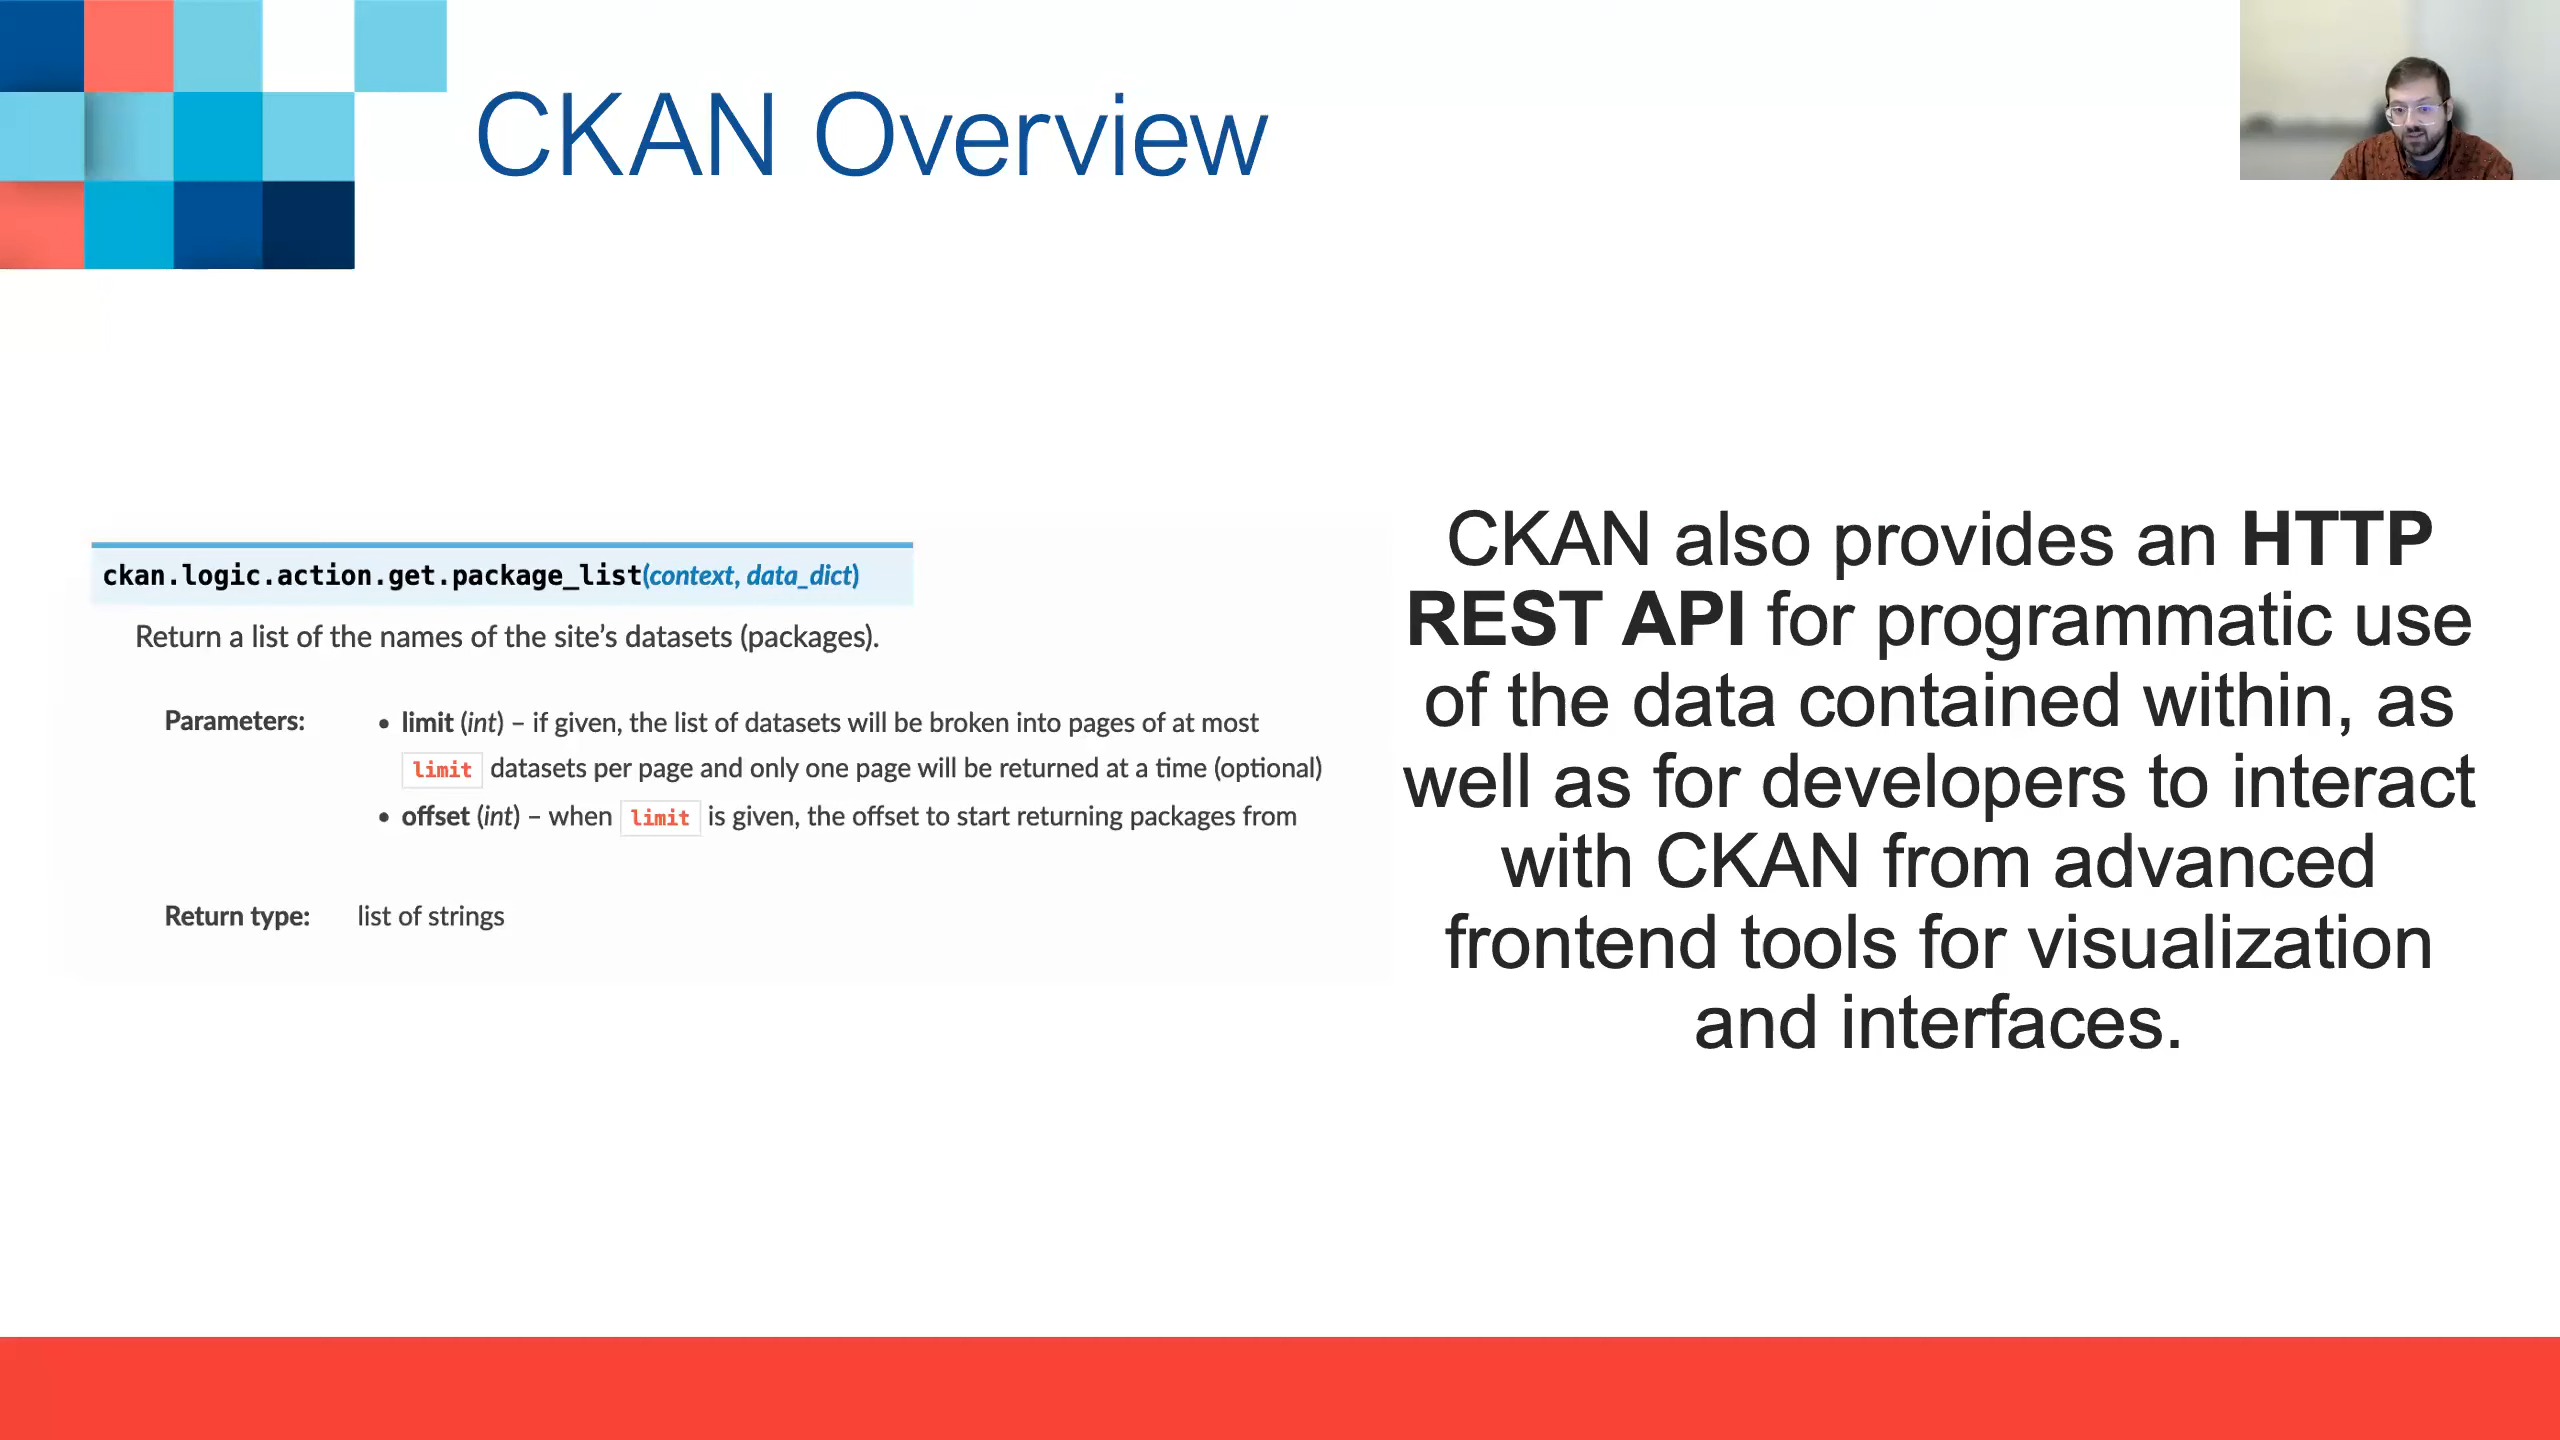 CKAN Overview
ckan.logic.action.get.package_list(context, data_dict)
Return a list of the names of the site’s datasets (packages).
Parameters:
• limit (int) – if given, the list of datasets will be broken into pages of at most
limit datasets per page and only one page will be returned at a time (optional)
• offset (int) – when limit is given, the offset to start returning packages from
Return type: list of strings
CKAN also provides an HTTP
REST API for programmatic use
of the data contained within, as
well as for developers to interact
with CKAN from advanced
frontend tools for visualization
and interfaces.